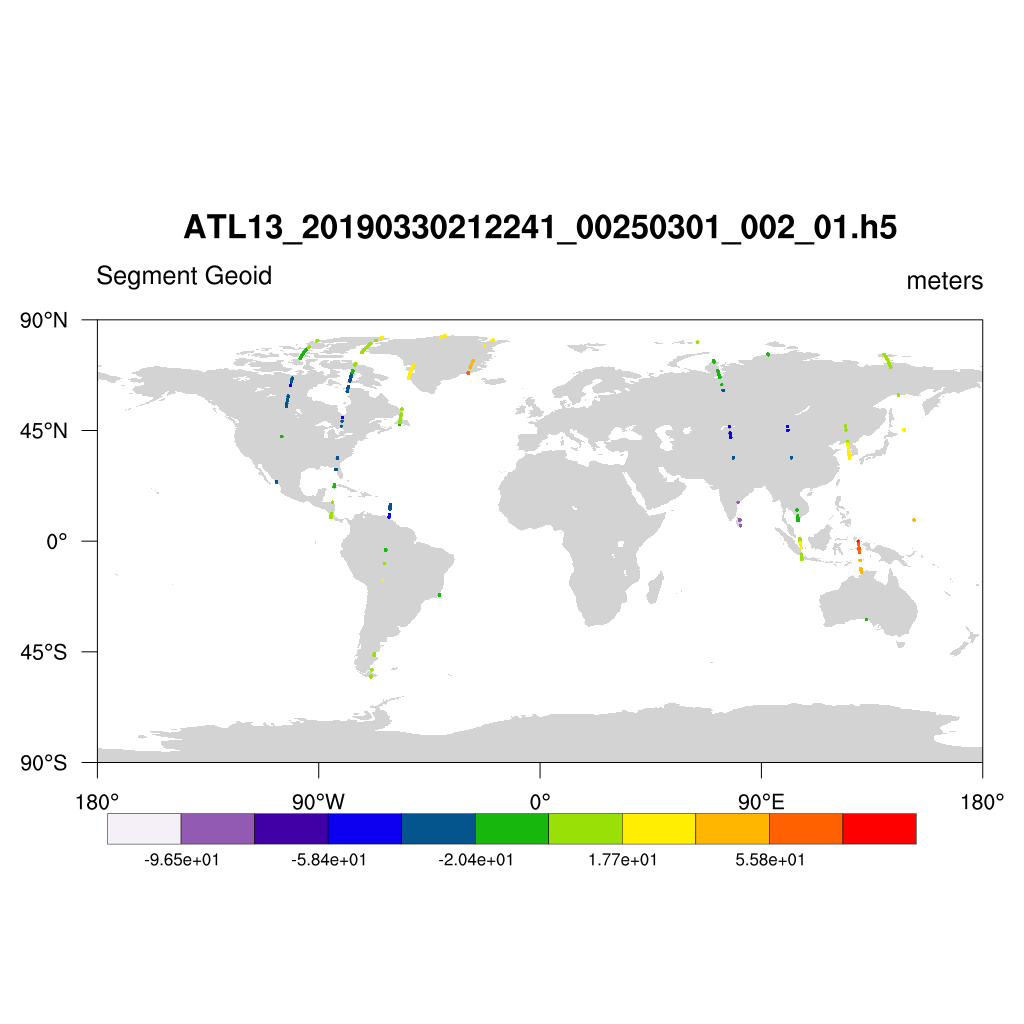 ATL13_20190330212241_00250301_002_01.h5
Segment Geoid meters
90°N
45°N
0°
45°S
90°S
180° 90°W 0° 90°E 180°
-9.65e+01 -5.84e+01 -2.04e+01 1.77e+01 5.58e+01